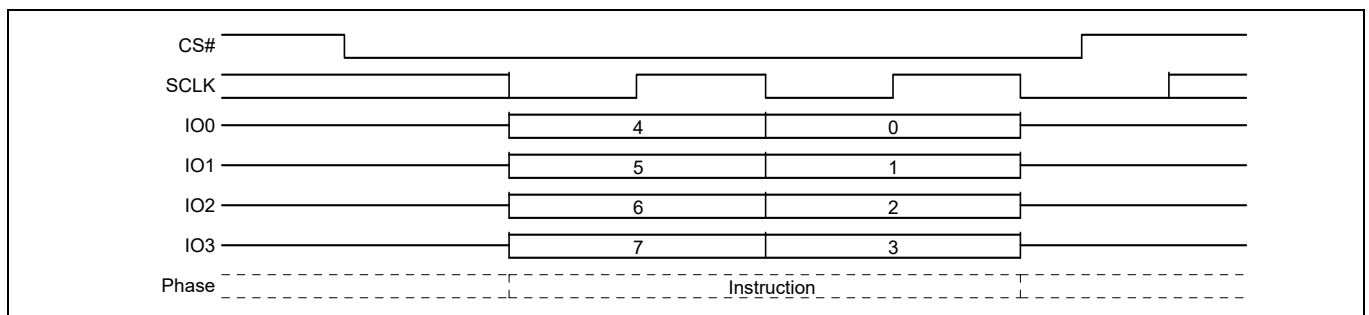 CS#
SCLK
IO0 4 0
IO1 5 1
IO2 6 2
IO3 7 3
Phase Instruction